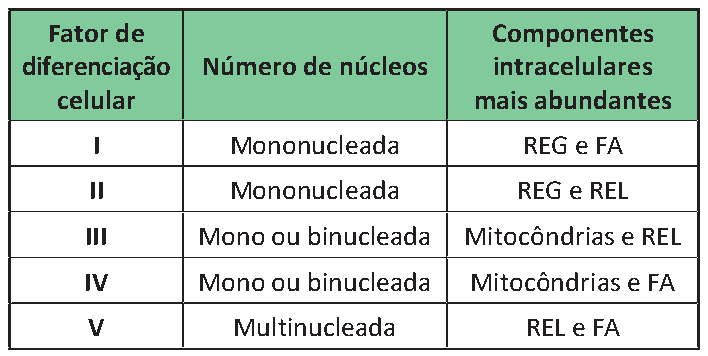 Fator de
diferenciação
celular
Número de núcleos
Componentes
intracelulares
mais abundantes
I
Mononucleada
REG e FA
II
Mononucleada
REG e REL
III
Mono ou binucleada
Mitocôndrias e REL
IV
Mono ou binucleada
Mitocôndrias e FA
V
Multinucleada
REL e FA